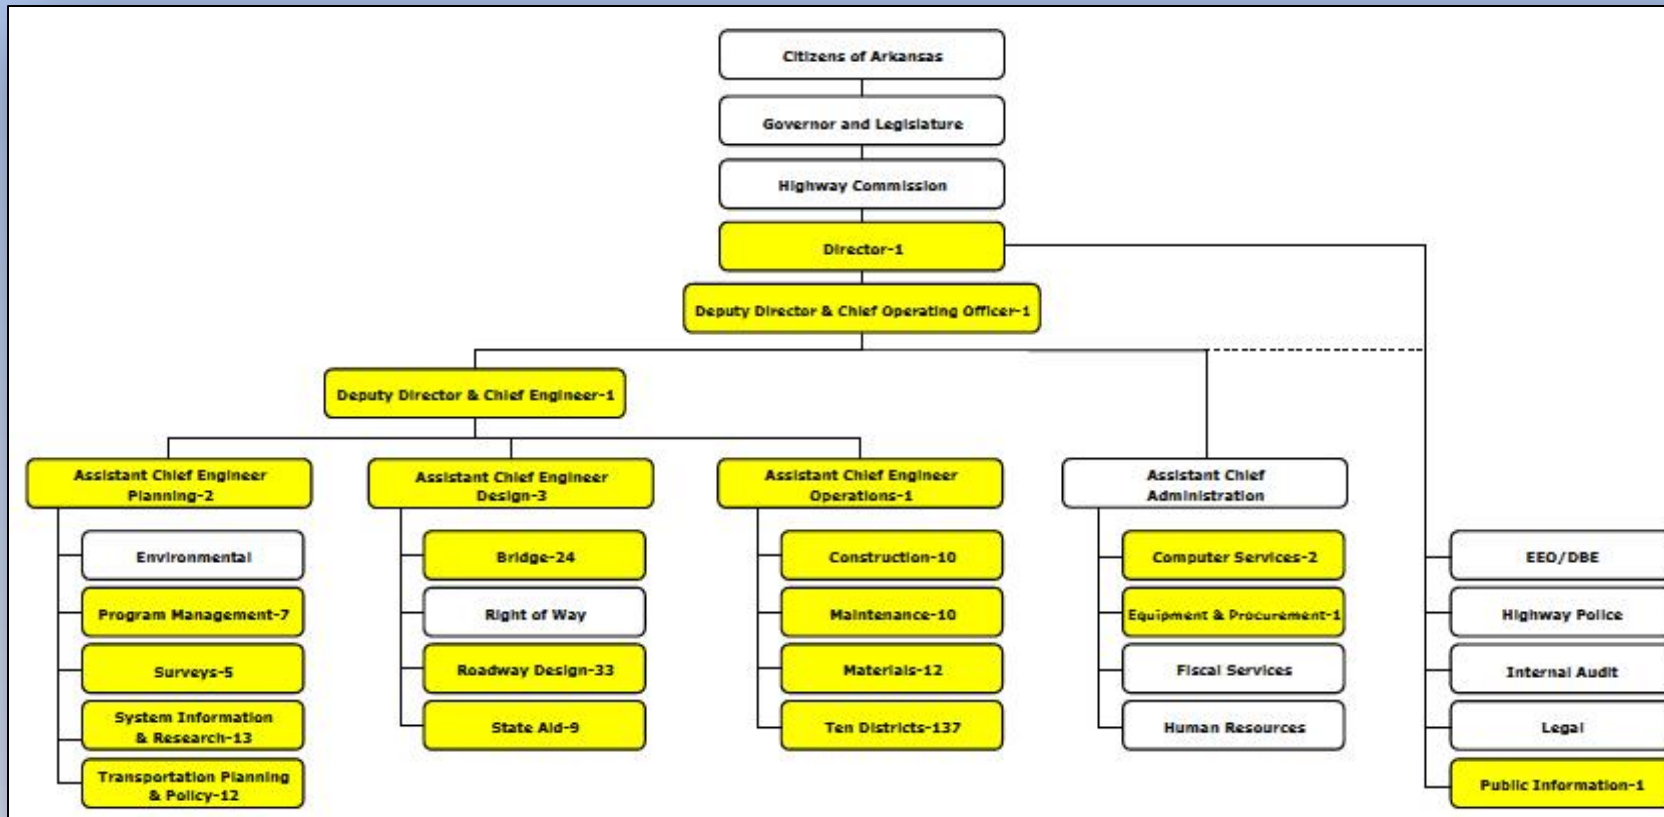 Citizens of Arkansas
Governor and Legislature
Highway Commission
Director-1
Deputy Director & Chief Operating Officer-1
Deputy Director & Chief Engineer-1
Assistant Chief Engineer
Planning-2
Environmental
Program Management-7
Surveys-5
System Information
& Research-13
Transportation Planning
& Policy-12
Assistant Chief Engineer
Design-3
Bridge-24
Right of Way
Roadway Design-33
State Aid-9
Assistant Chief Engineer
Operations-1
Construction-10
Maintenance-10
Materials-12
Ten Districts-137
Assistant Chief
Administration
Computer Services-2
Equipment & Procurement-1
Fiscal Services
Human Resources
EEO/DBE
Highway Police
Internal Audit
Legal
Public Information-1